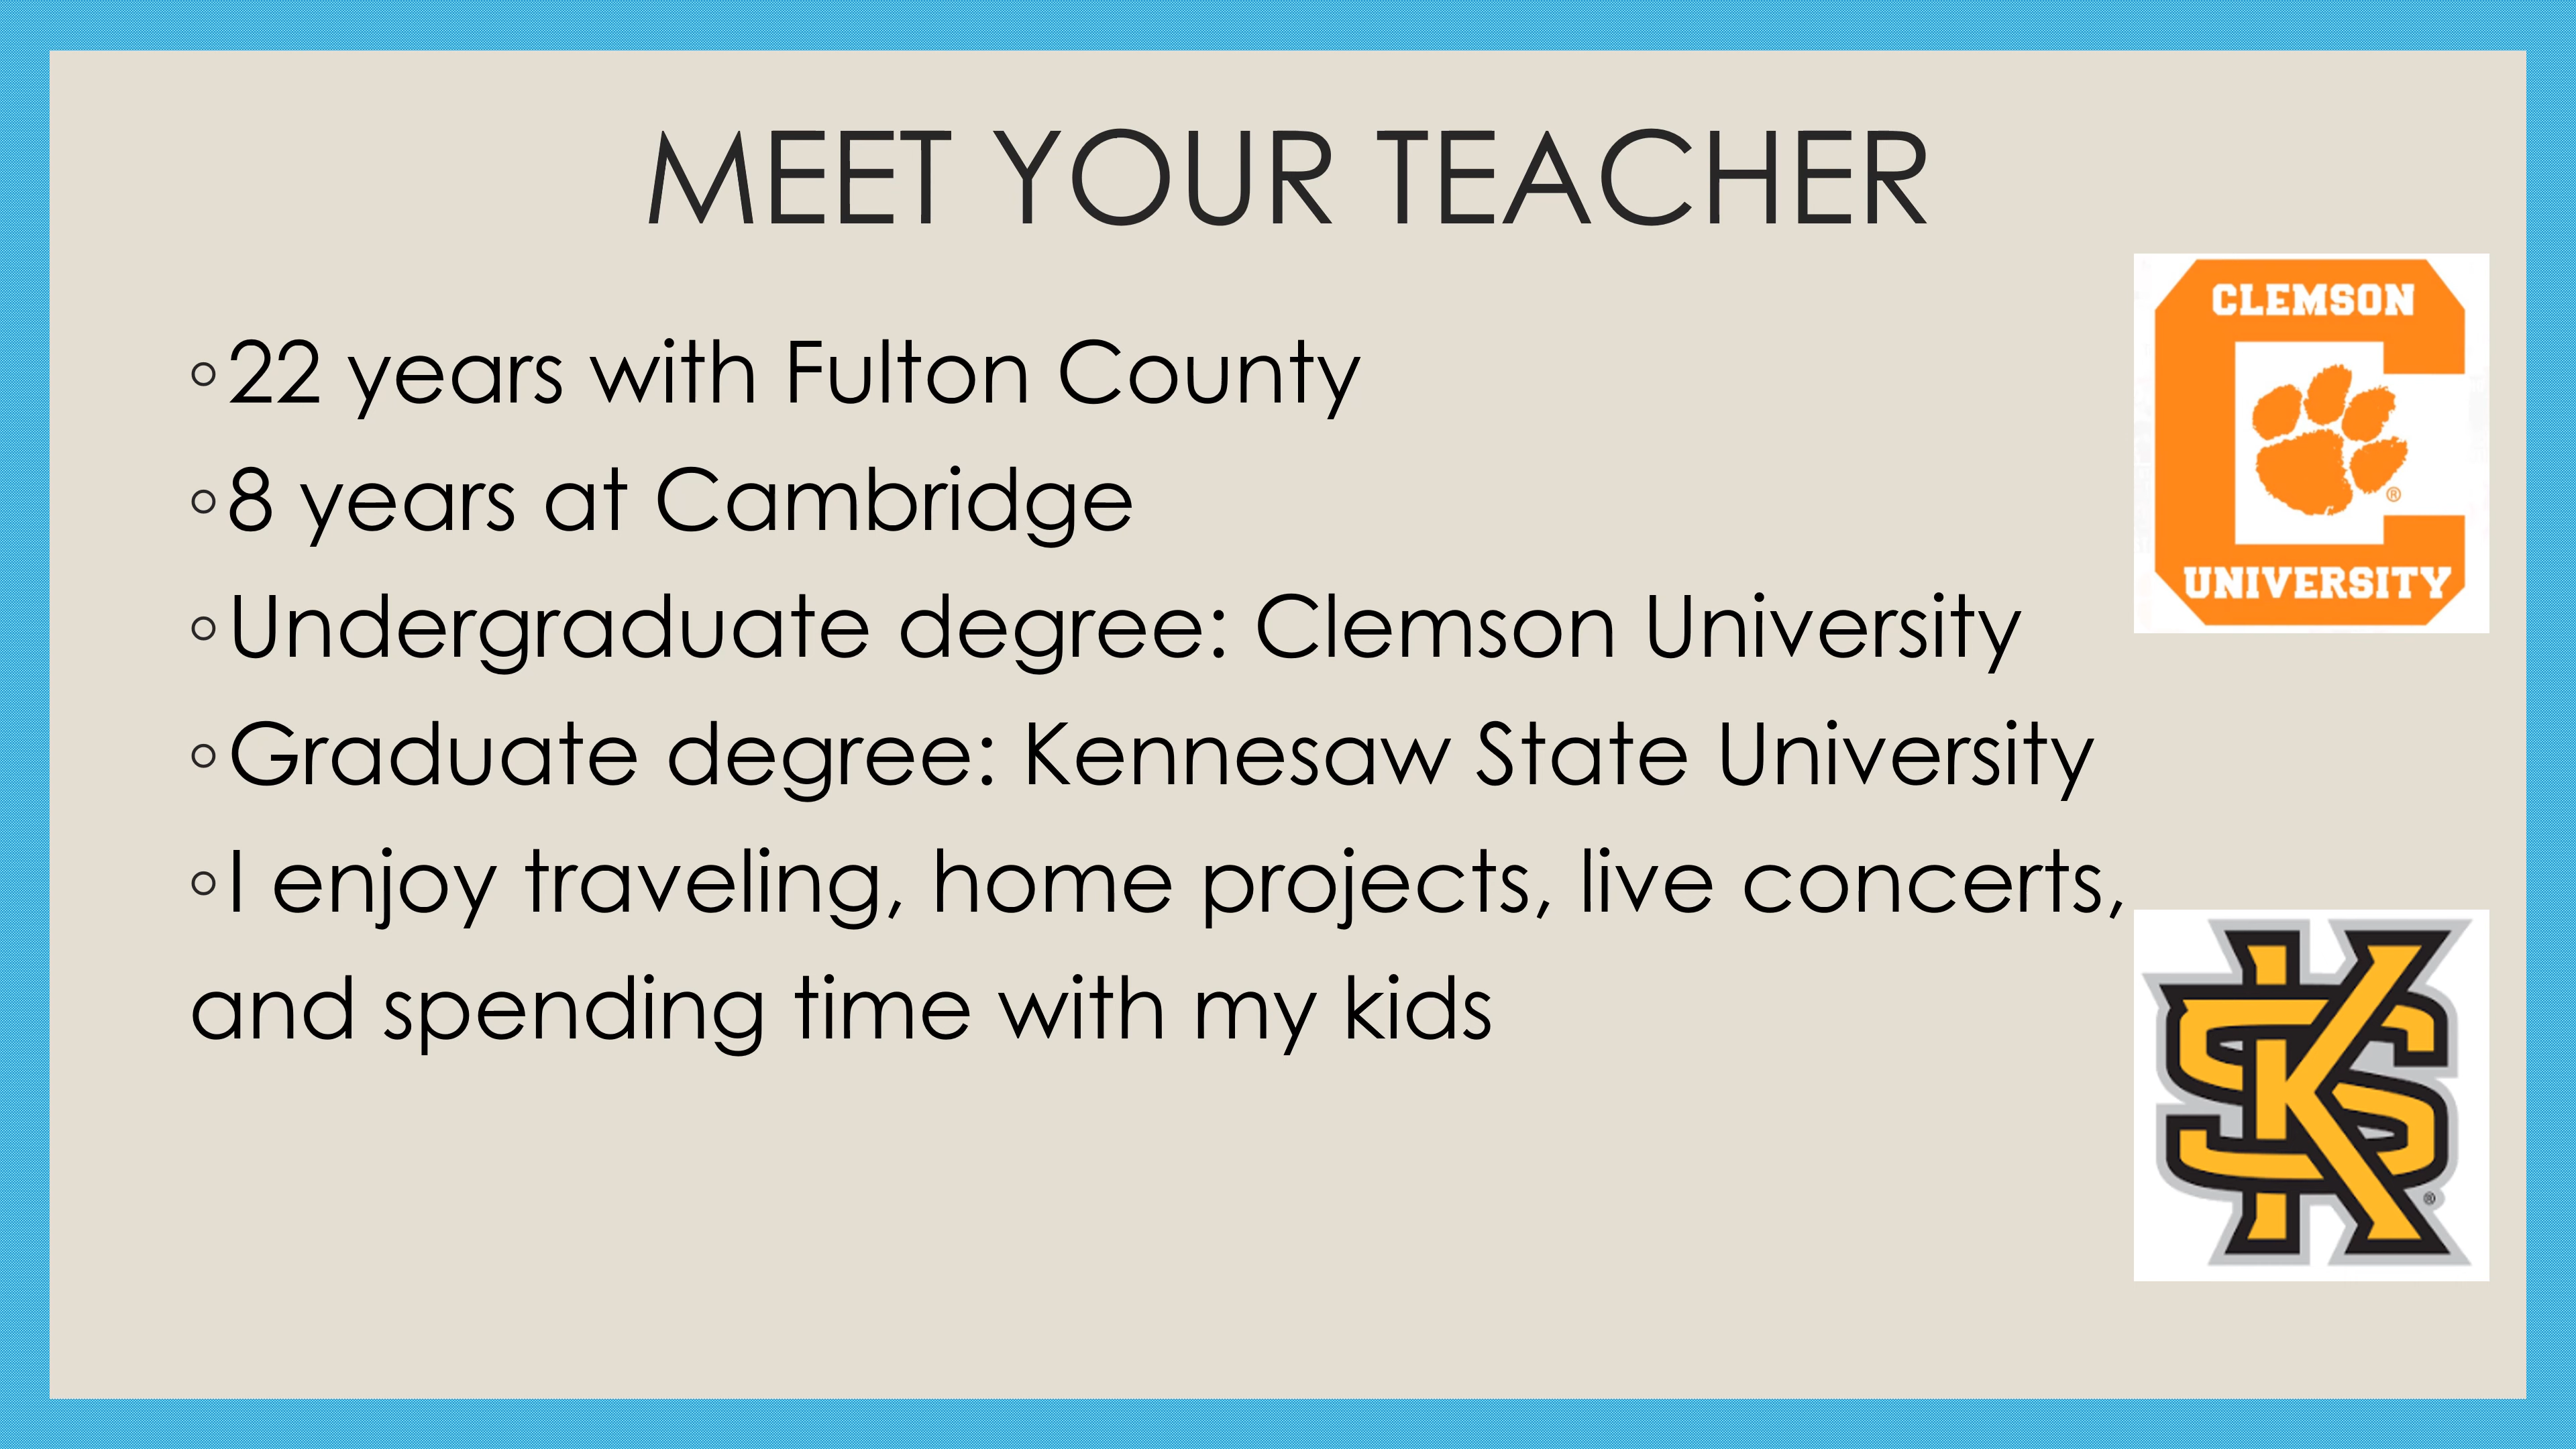 MEET YOUR TEACHER
◦22 years with Fulton County
◦8 years at Cambridge
◦Undergraduate degree: Clemson University
◦Graduate degree: Kennesaw State University
◦I enjoy traveling, home projects, live concerts,
and spending time with my kids
CLEMSON
®
UNIVERSITY
KS
®